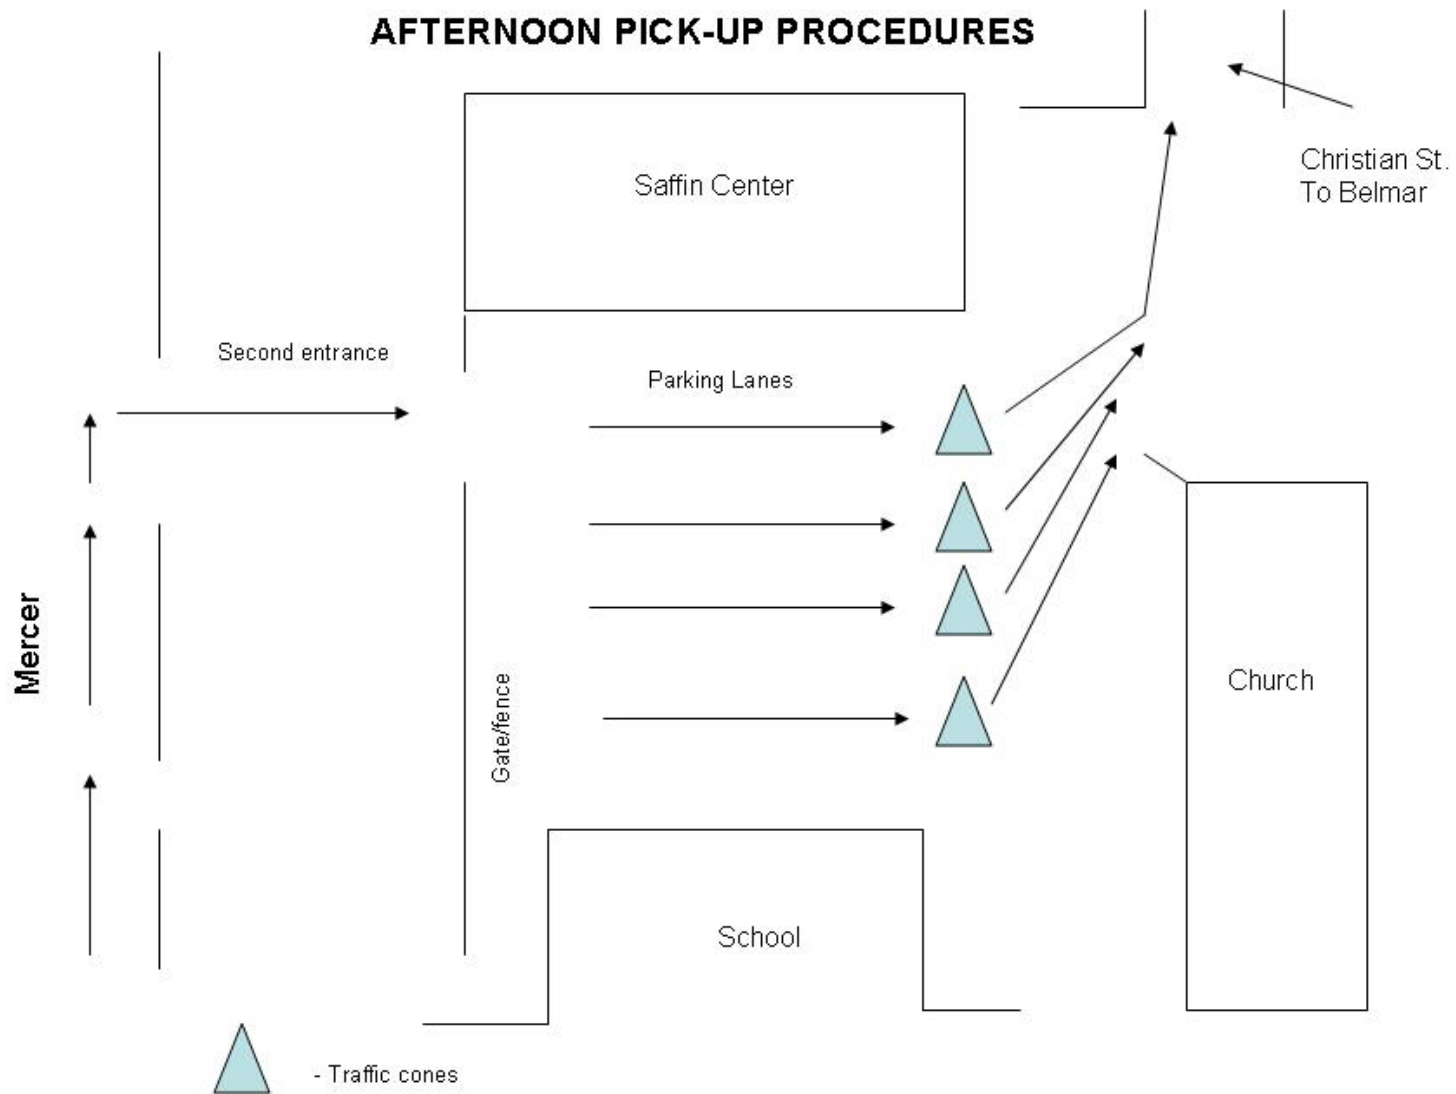 AFTERNOON PICK-UP PROCEDURES
Saffin Center
Christian St.
To Belmar
Second entrance
Parking Lanes
Mercer
Gate/fence
Church
School
- Traffic cones